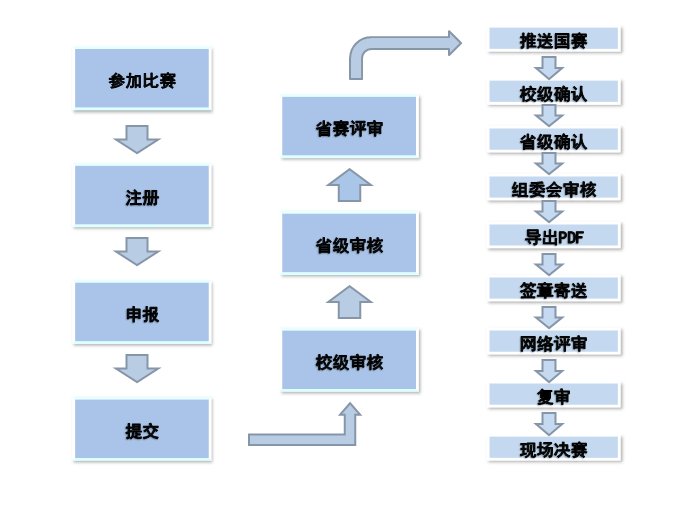 参加比赛
注册
申报
提交
校级审核
省级审核
省赛评审
推送国赛
校级确认
省级确认
组委会审核
导出PDF
签章寄送
网络评审
复审
现场决赛